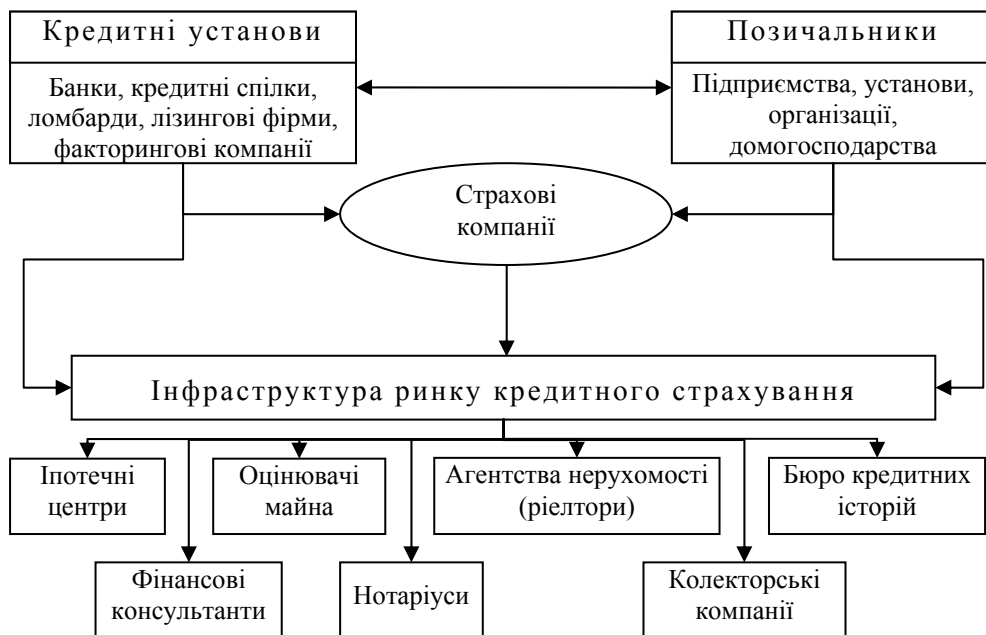 Кредитні установи
Банки, кредитні спілки,
ломбарди, лізингові фірми,
факторингові компанії
Позичальники
Підприємства, установи,
організації,
домогосподарства
Страхові
компанії
Інфраструктура ринку кредитного страхування
Іпотечні
центри
Оцінювачі
майна
Агентства нерухомості
(ріелтори)
Бюро кредитних
історій
Фінансові
консультанти
Нотаріуси
Колекторські
компанії